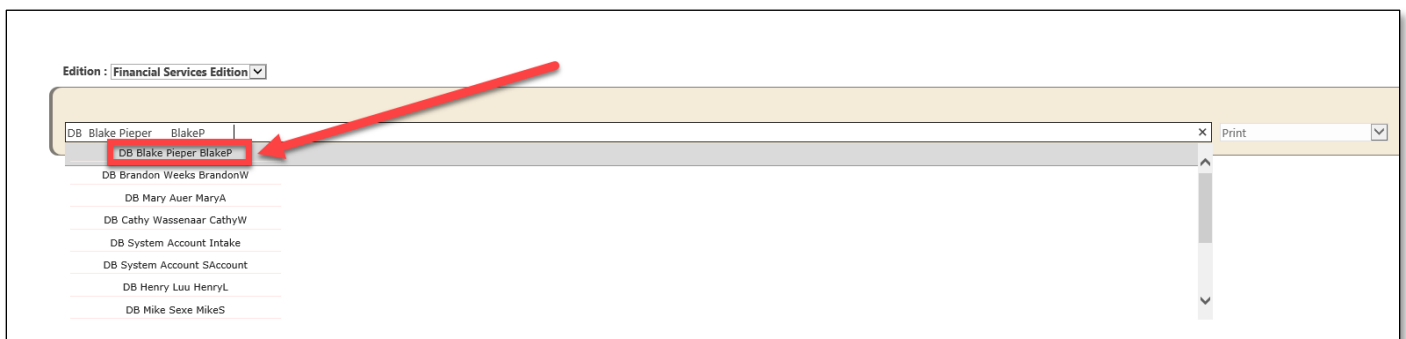 Edition : Financial Services Edition
DB Blake Pieper BlakeP
Print
DB Blake Pieper BlakeP
DB Brandon Weeks BrandonW
DB Mary Auer MaryA
DB Cathy Wassenaar CathyW
DB System Account Intake
DB System Account SAccount
DB Henry Luu HenryL
DB Mike Sexe MikeS